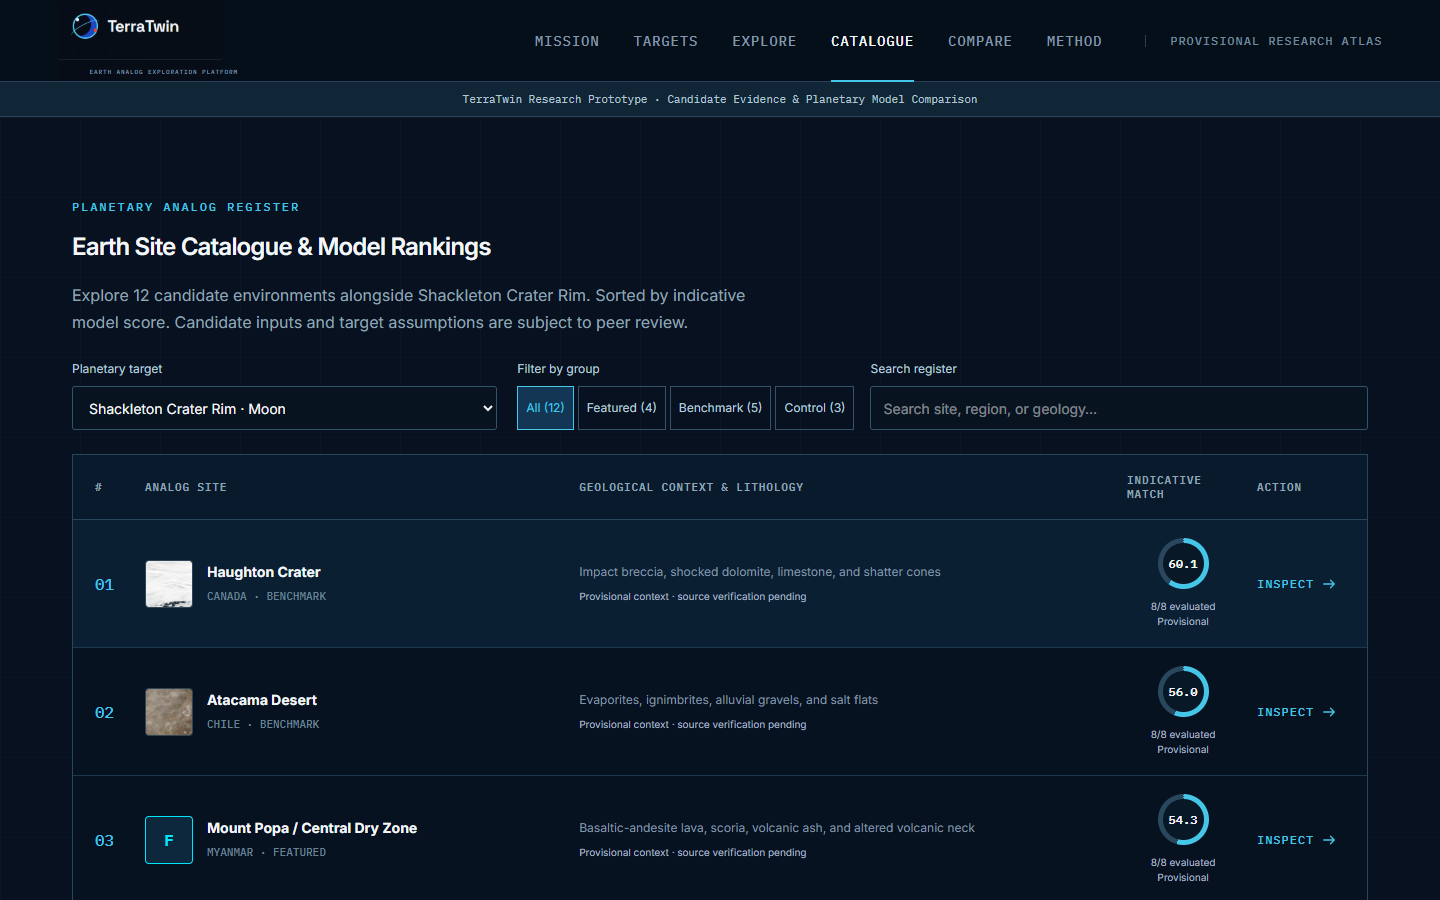 TerraTwin
EARTH ANALOG EXPLORATION PLATFORM
MISSION
TARGETS
EXPLORE
CATALOGUE
COMPARE
METHOD
PROVISIONAL RESEARCH ATLAS
TerraTwin Research Prototype · Candidate Evidence & Planetary Model Comparison
PLANETARY ANALOG REGISTER
Earth Site Catalogue & Model Rankings
Explore 12 candidate environments alongside Shackleton Crater Rim. Sorted by indicative
model score. Candidate inputs and target assumptions are subject to peer review.
Planetary target
Shackleton Crater Rim · Moon
Filter by group
All (12)
Featured (4)
Benchmark (5)
Control (3)
Search register
Search site, region, or geology...
#
ANALOG SITE
GEOLOGICAL CONTEXT & LITHOLOGY
INDICATIVE
MATCH
ACTION
01
Haughton Crater
CANADA · BENCHMARK
Impact breccia, shocked dolomite, limestone, and shatter cones
Provisional context · source verification pending
60.1
8/8 evaluated
Provisional
INSPECT →
02
Atacama Desert
CHILE · BENCHMARK
Evaporites, ignimbrites, alluvial gravels, and salt flats
Provisional context · source verification pending
56.0
8/8 evaluated
Provisional
INSPECT →
03
F
Mount Popa / Central Dry Zone
MYANMAR · FEATURED
Basaltic-andesite lava, scoria, volcanic ash, and altered volcanic neck
Provisional context · source verification pending
54.3
8/8 evaluated
Provisional
INSPECT →